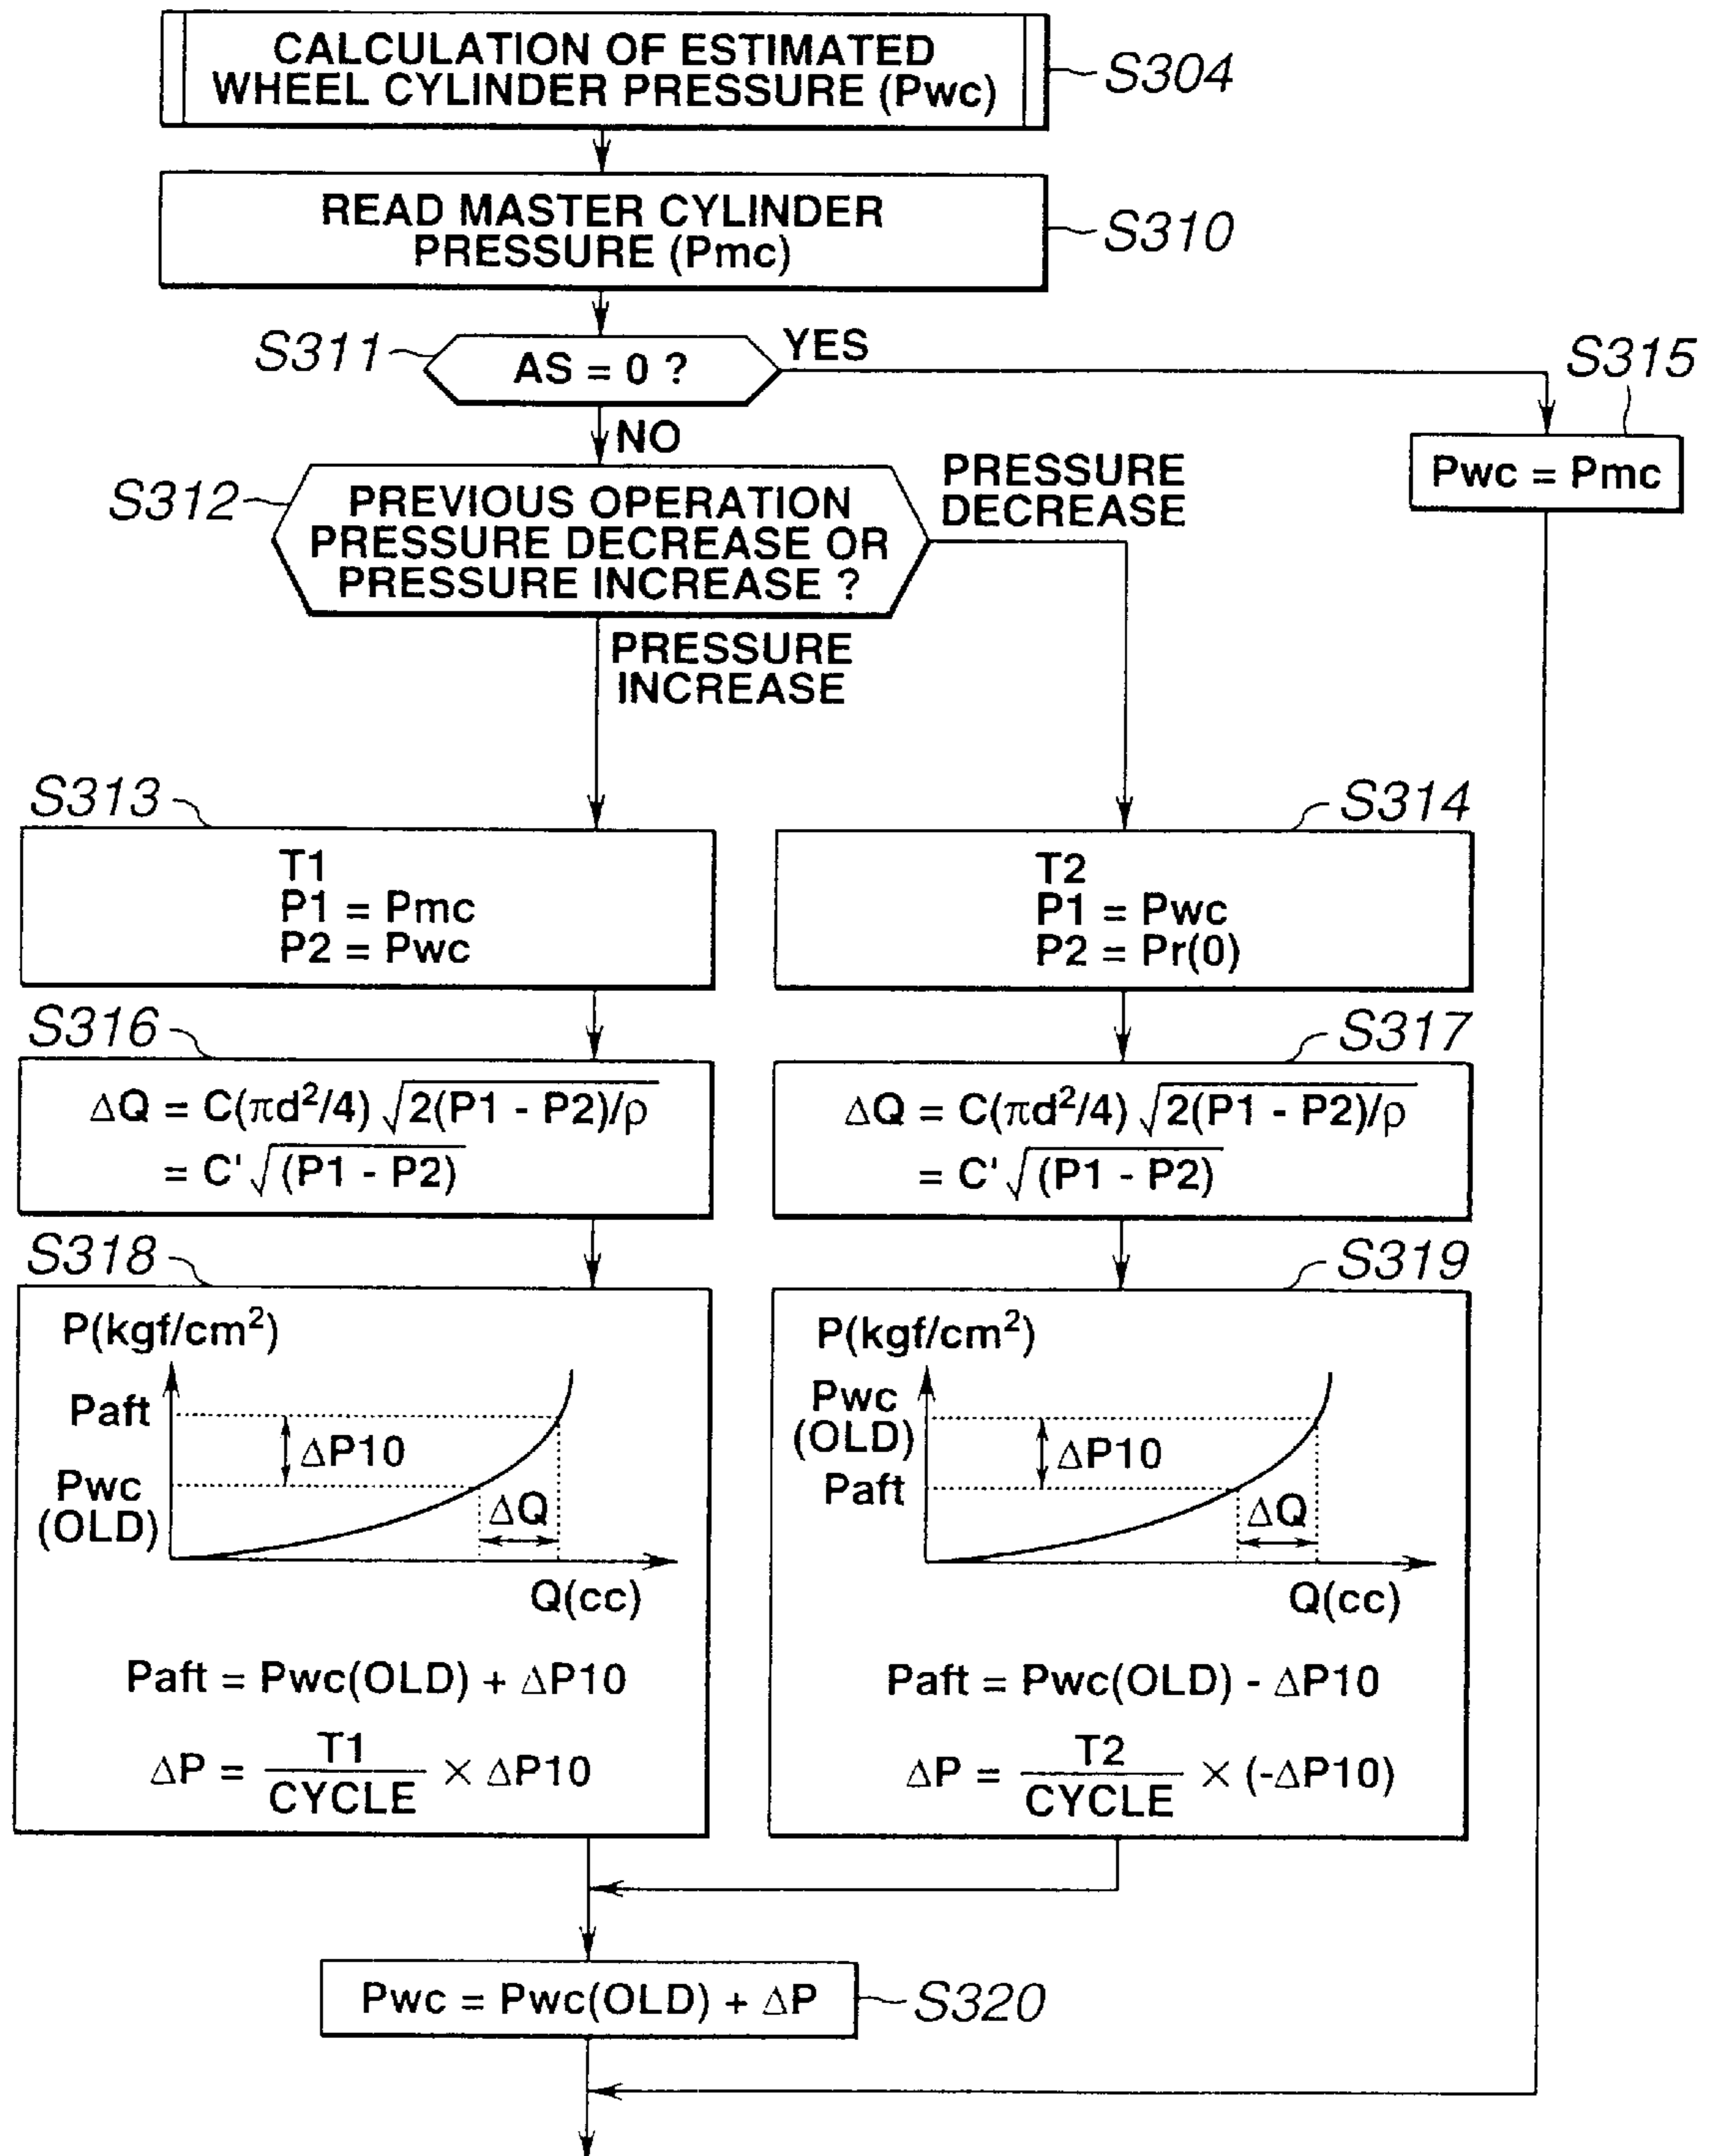 CALCULATION OF ESTIMATED
WHEEL CYLINDER PRESSURE (Pwc)
S304
READ MASTER CYLINDER
PRESSURE (Pmc)
S310
S311
AS = 0 ?
YES
NO
S315
Pwc = Pmc
S312
PREVIOUS OPERATION
PRESSURE DECREASE OR
PRESSURE INCREASE ?
PRESSURE
DECREASE
PRESSURE
INCREASE
S313
T1
P1 = Pmc
P2 = Pwc
S314
T2
P1 = Pwc
P2 = Pr(0)
S316
ΔQ = C(πd²/4) √2(P1 - P2)/ρ
= C' √(P1 - P2)
S317
ΔQ = C(πd²/4) √2(P1 - P2)/ρ
= C' √(P1 - P2)
S318
P(kgf/cm²)
Paft
ΔP10
Pwc
(OLD)
ΔQ
Q(cc)
Paft = Pwc(OLD) + ΔP10
ΔP = T1/CYCLE × ΔP10
S319
P(kgf/cm²)
Pwc
(OLD)
ΔP10
Paft
ΔQ
Q(cc)
Paft = Pwc(OLD) - ΔP10
ΔP = T2/CYCLE × (-ΔP10)
Pwc = Pwc(OLD) + ΔP
S320